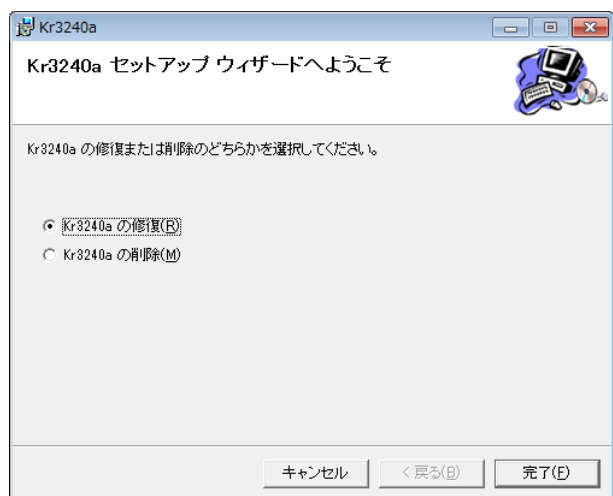 Kr3240a
Kr3240a セットアップ ウィザードへようこそ
Kr3240a の修復または削除のどちらかを選択してください。
Kr3240a の修復(R)
Kr3240a の削除(M)
キャンセル
< 戻る(B)
完了(F)